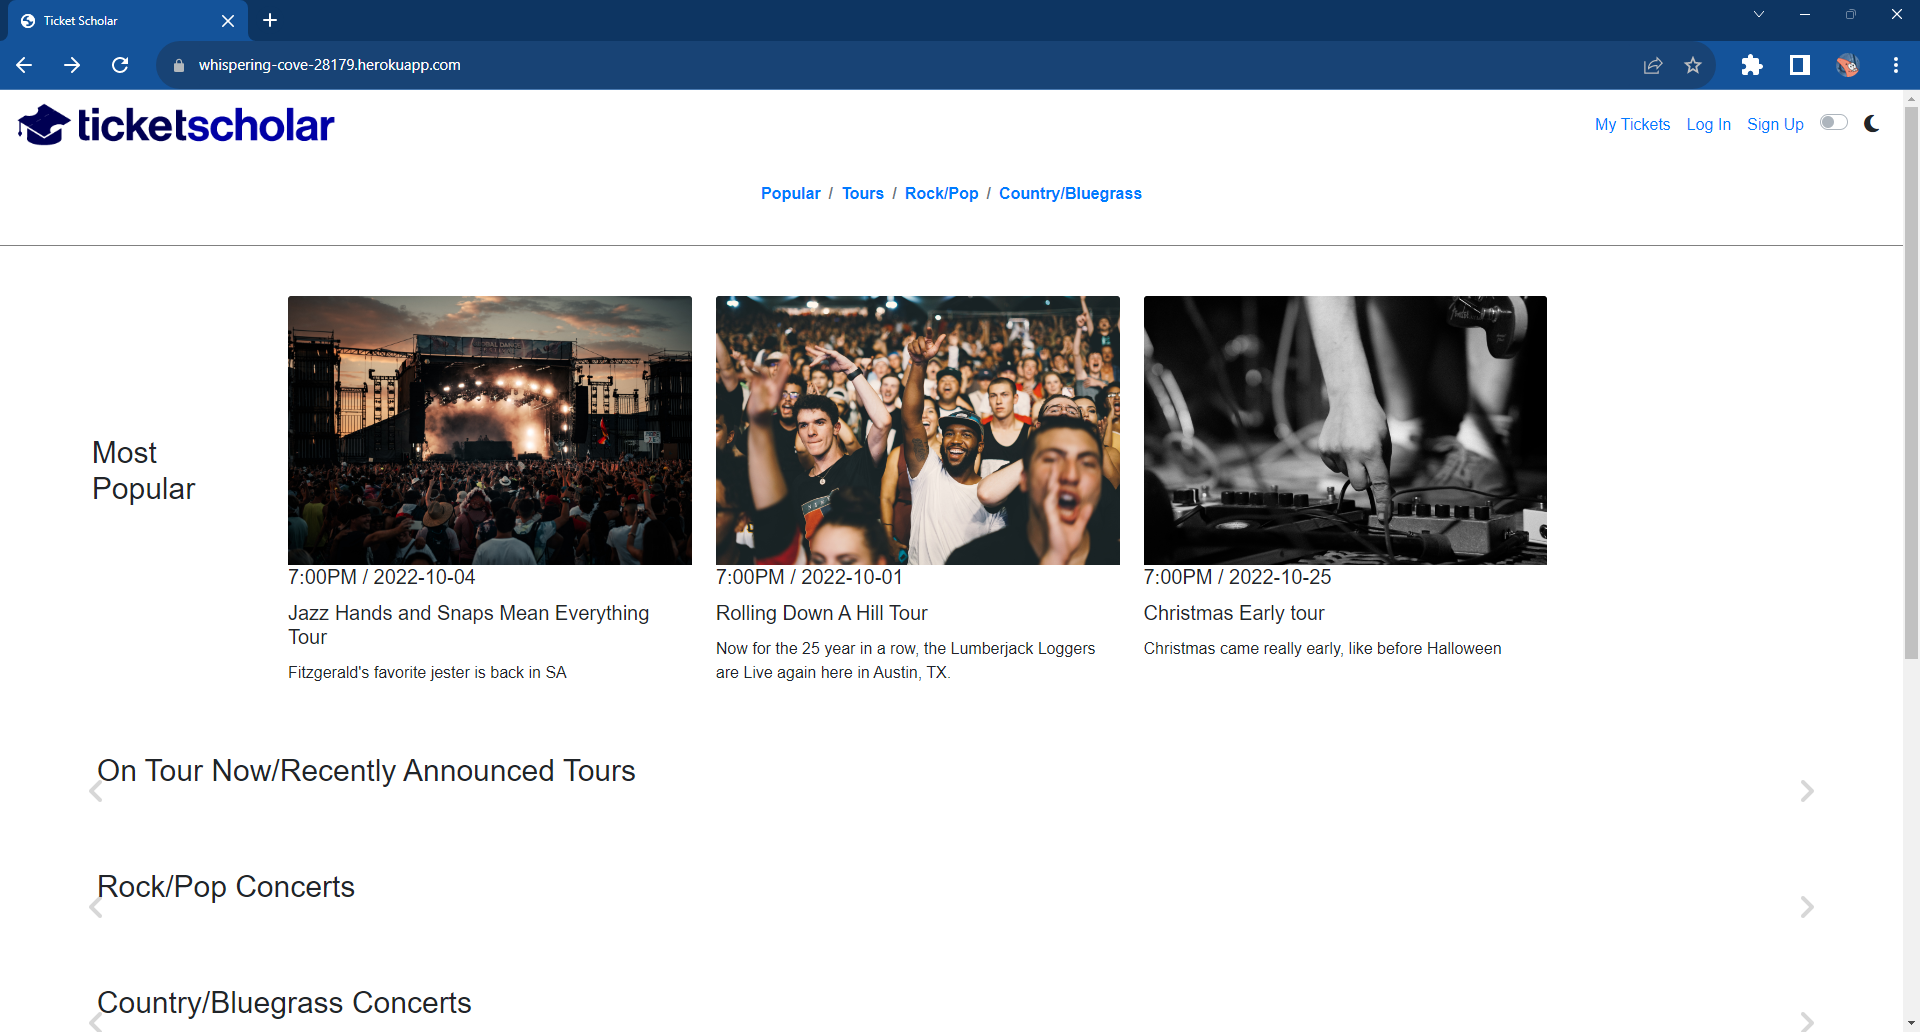 Ticket Scholar
whispering-cove-28179.herokuapp.com
ticketscholar
My Tickets Log In Sign Up
Popular / Tours / Rock/Pop / Country/Bluegrass
Most
Popular
7:00PM / 2022-10-04
Jazz Hands and Snaps Mean Everything
Tour
Fitzgerald's favorite jester is back in SA
7:00PM / 2022-10-01
Rolling Down A Hill Tour
Now for the 25 year in a row, the Lumberjack Loggers
are Live again here in Austin, TX.
7:00PM / 2022-10-25
Christmas Early tour
Christmas came really early, like before Halloween
On Tour Now/Recently Announced Tours
Rock/Pop Concerts
Country/Bluegrass Concerts